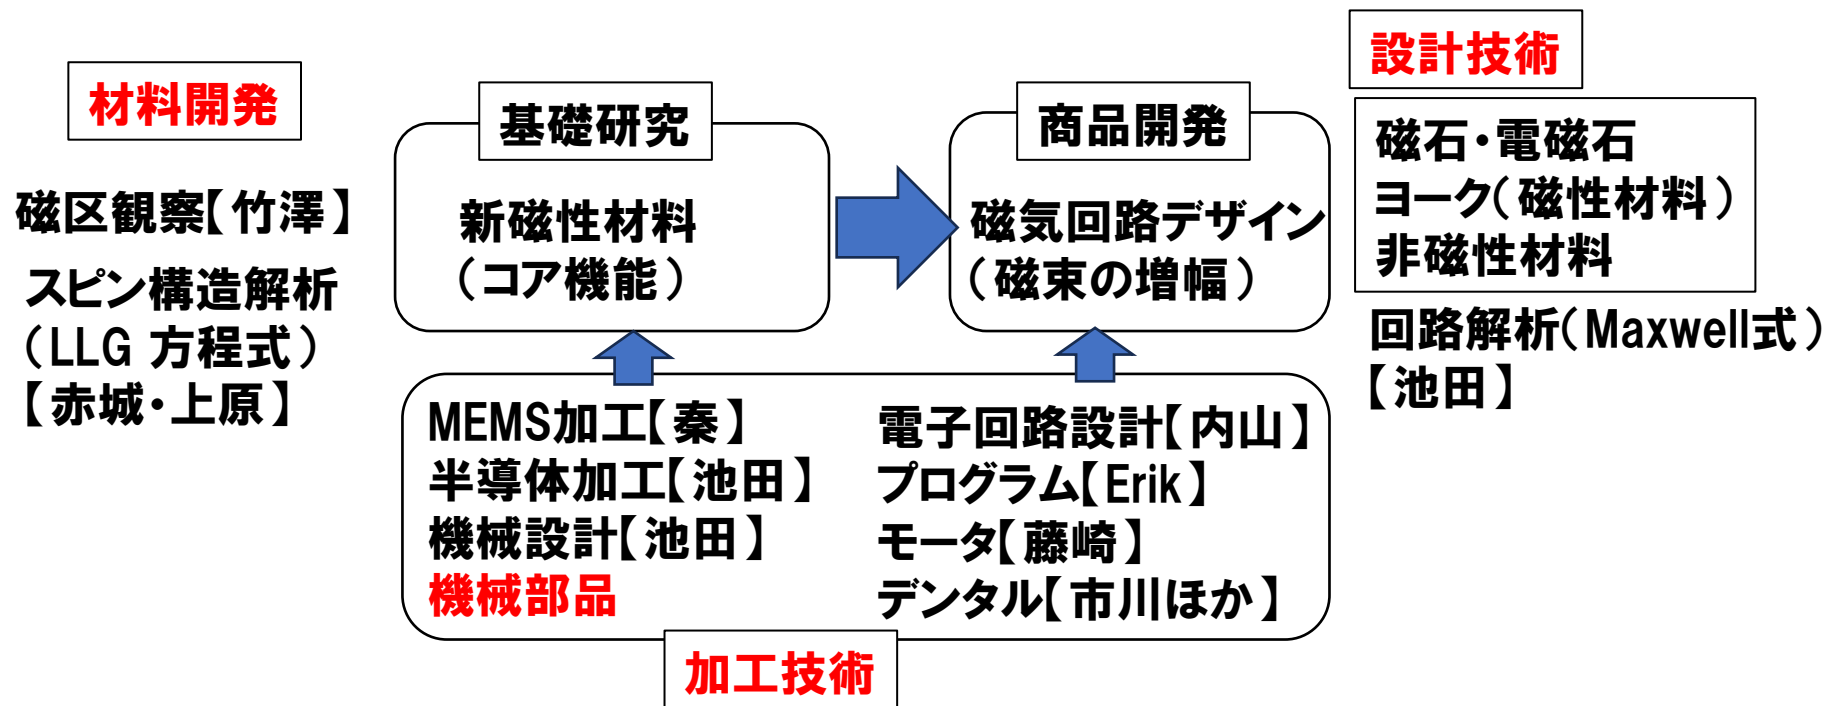 材料開発
磁区観察【竹澤】
スピン構造解析
(LLG 方程式)
【赤城・上原】
基礎研究
新磁性材料
(コア機能)
商品開発
磁気回路デザイン
(磁束の増幅)
設計技術
磁石・電磁石
ヨーク(磁性材料)
非磁性材料
回路解析(Maxwell式)
【池田】
MEMS加工【秦】
半導体加工【池田】
機械設計【池田】
機械部品
電子回路設計【内山】
プログラム【Erik】
モータ【藤崎】
デンタル【市川ほか】
加工技術